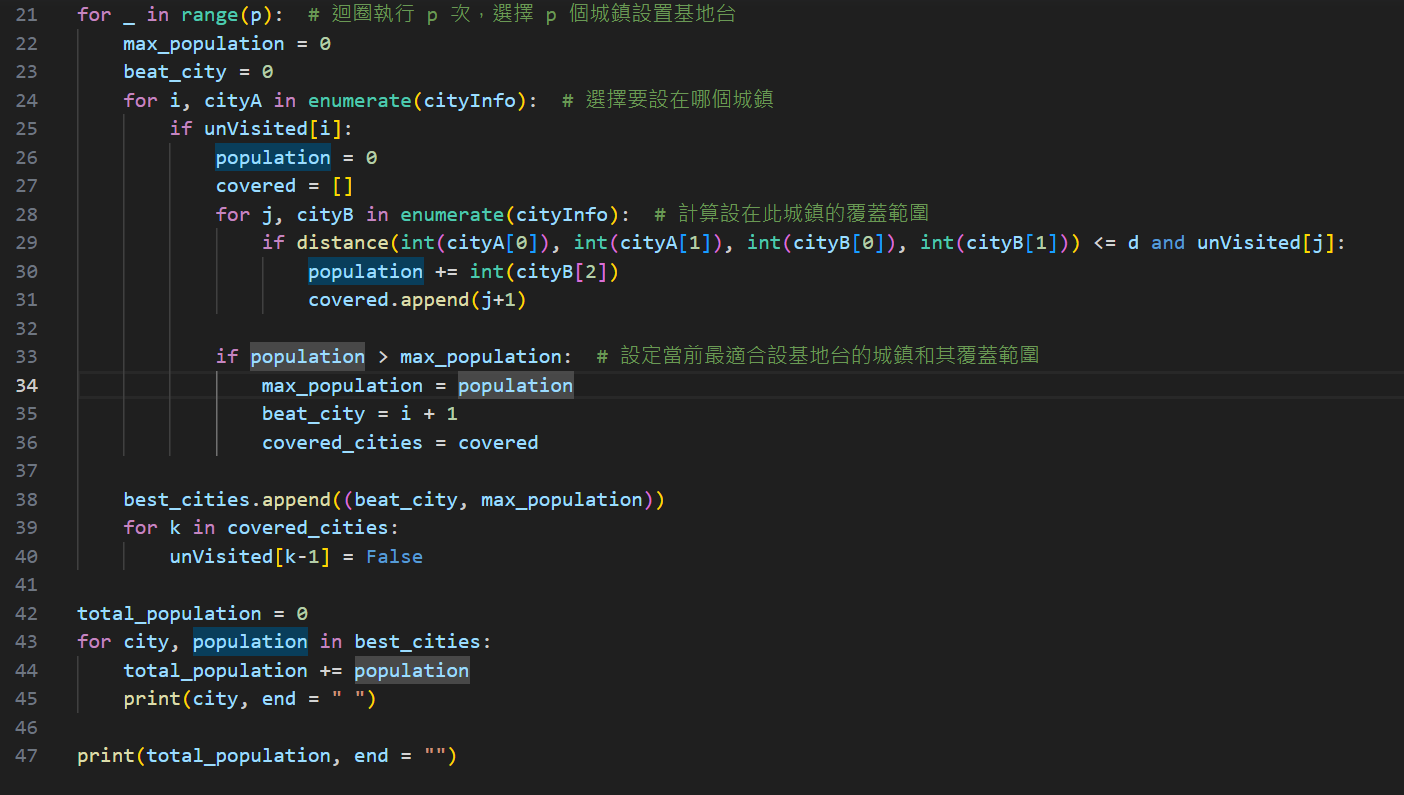 21 for _ in range(p):  # 迴圈執行 p 次，選擇 p 個城鎮設置基地台
22     max_population = 0
23     beat_city = 0
24     for i, cityA in enumerate(cityInfo):  # 選擇要設在哪個城鎮
25         if unVisited[i]:
26             population = 0
27             covered = []
28             for j, cityB in enumerate(cityInfo):  # 計算設在此城鎮的覆蓋範圍
29                 if distance(int(cityA[0]), int(cityA[1]), int(cityB[0]), int(cityB[1])) <= d and unVisited[j]:
30                     population += int(cityB[2])
31                     covered.append(j+1)
32
33             if population > max_population:  # 設定當前最適合設基地台的城鎮和其覆蓋範圍
34                 max_population = population
35                 beat_city = i + 1
36                 covered_cities = covered
37
38     best_cities.append((beat_city, max_population))
39     for k in covered_cities:
40         unVisited[k-1] = False
41
42 total_population = 0
43 for city, population in best_cities:
44     total_population += population
45     print(city, end = " ")
46
47 print(total_population, end = "")